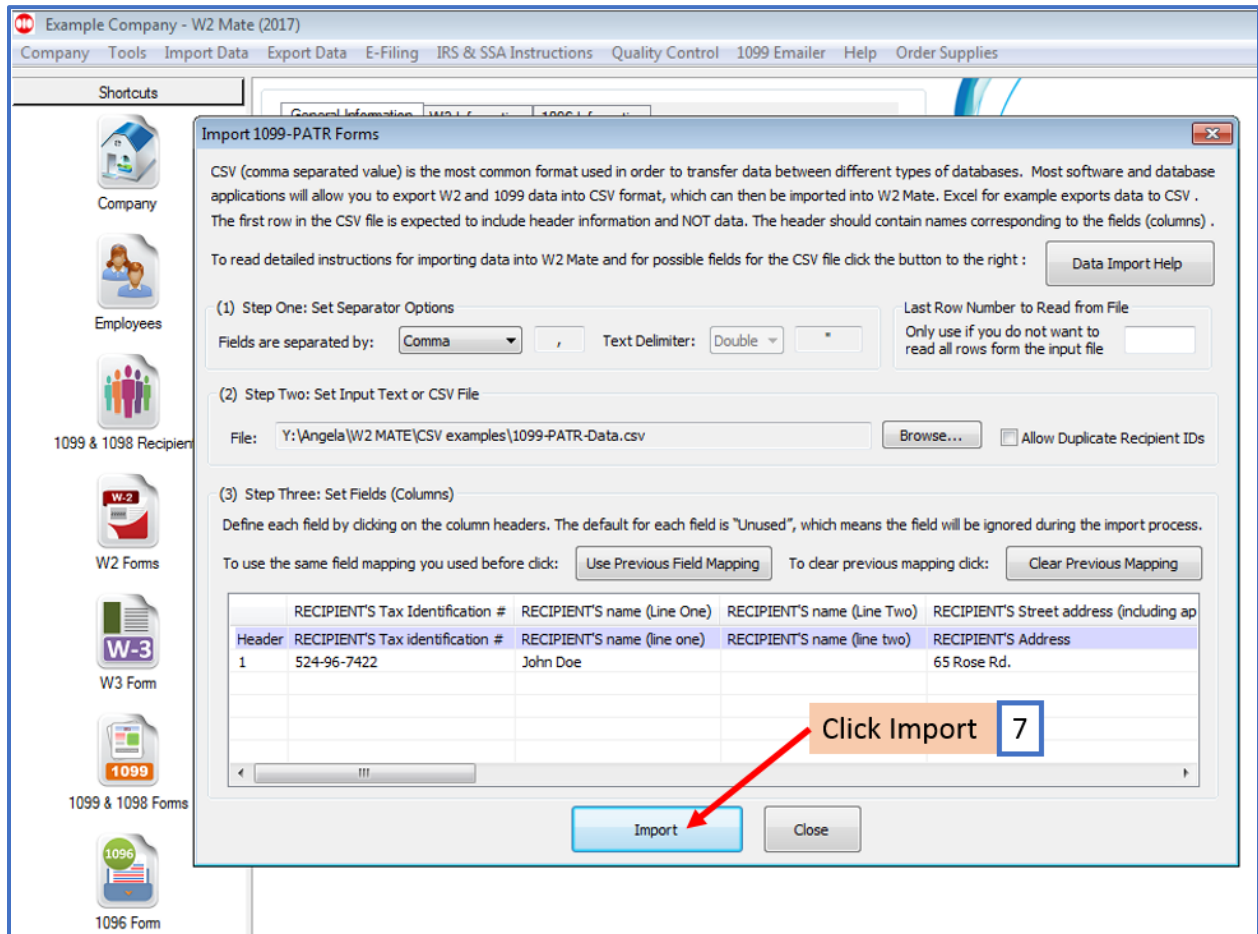 Example Company - W2 Mate (2017)
Company Tools Import Data Export Data E-Filing IRS & SSA Instructions Quality Control 1099 Emailer Help Order Supplies
Shortcuts
General Information
Import 1099-PATR Forms
CSV (comma separated value) is the most common format used in order to transfer data between different types of databases. Most software and database
applications will allow you to export W2 and 1099 data into CSV format, which can then be imported into W2 Mate. Excel for example exports data to CSV .
The first row in the CSV file is expected to include header information and NOT data. The header should contain names corresponding to the fields (columns) .
To read detailed instructions for importing data into W2 Mate and for possible fields for the CSV file click the button to the right :
Data Import Help
(1) Step One: Set Separator Options
Fields are separated by: Comma , Text Delimiter: Double "
Last Row Number to Read from File
Only use if you do not want to
read all rows form the input file
(2) Step Two: Set Input Text or CSV File
File: Y:\Angela\W2 MATE\CSV examples\1099-PATR-Data.csv Browse... Allow Duplicate Recipient IDs
(3) Step Three: Set Fields (Columns)
Define each field by clicking on the column headers. The default for each field is "Unused", which means the field will be ignored during the import process.
To use the same field mapping you used before click: Use Previous Field Mapping To clear previous mapping click: Clear Previous Mapping
RECIPIENT'S Tax Identification # RECIPIENT'S name (Line One) RECIPIENT'S name (Line Two) RECIPIENT'S Street address (including ap
Header RECIPIENT'S Tax identification # RECIPIENT'S name (line one) RECIPIENT'S name (line two) RECIPIENT'S Address
1 524-96-7422 John Doe 65 Rose Rd.
Click Import 7
Import Close
Company
Employees
1099 & 1098 Recipien
W-2
W2 Forms
W-3
W3 Form
1099
1099 & 1098 Forms
1096
1096 Form